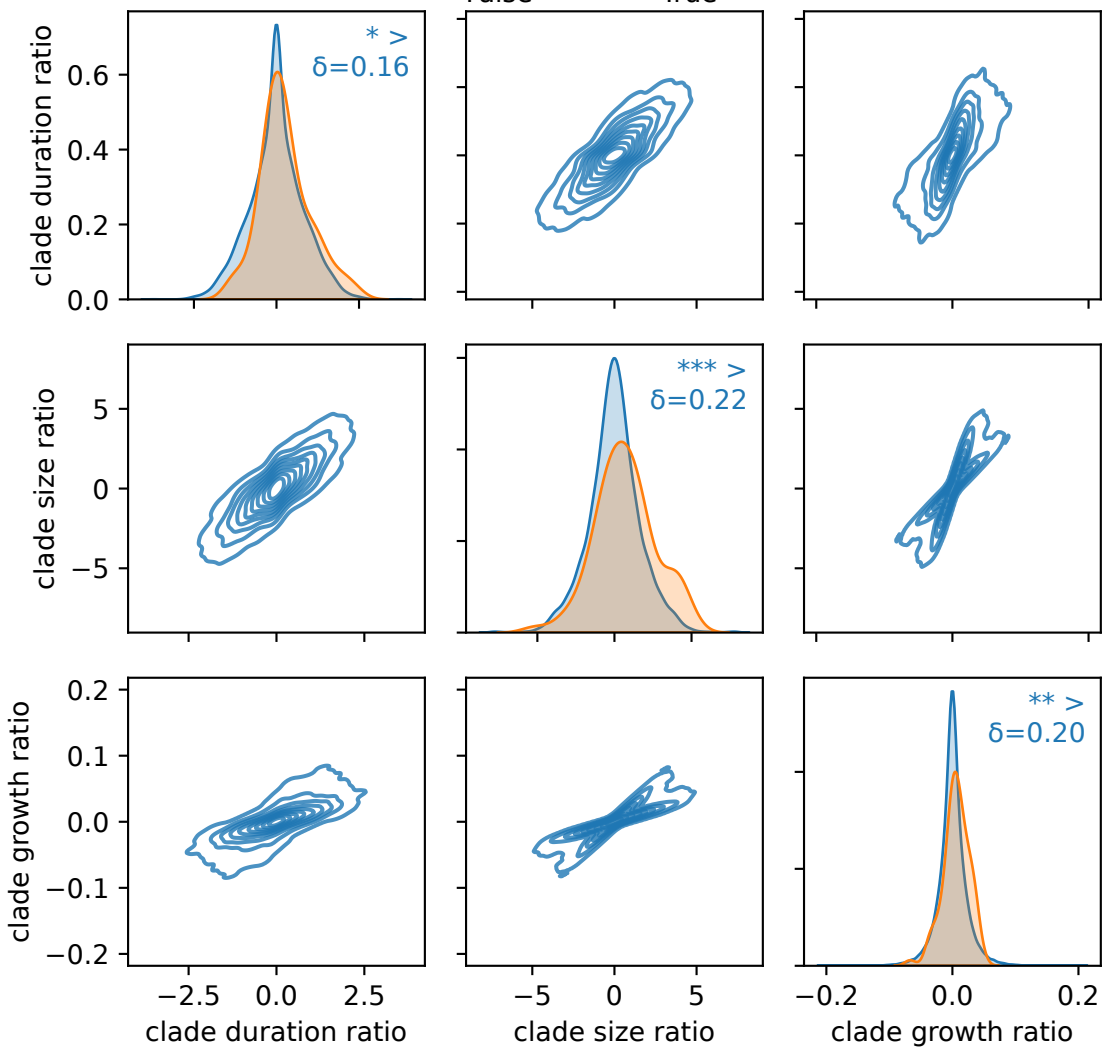 False True
clade duration ratio
0.6
0.4
0.2
0.0
* >
δ=0.16
clade size ratio
5
0
−5
*** >
δ=0.22
clade growth ratio
0.2
0.1
0.0
−0.1
−0.2
** >
δ=0.20
−2.5 0.0 2.5
clade duration ratio
−5 0 5
clade size ratio
−0.2 0.0 0.2
clade growth ratio